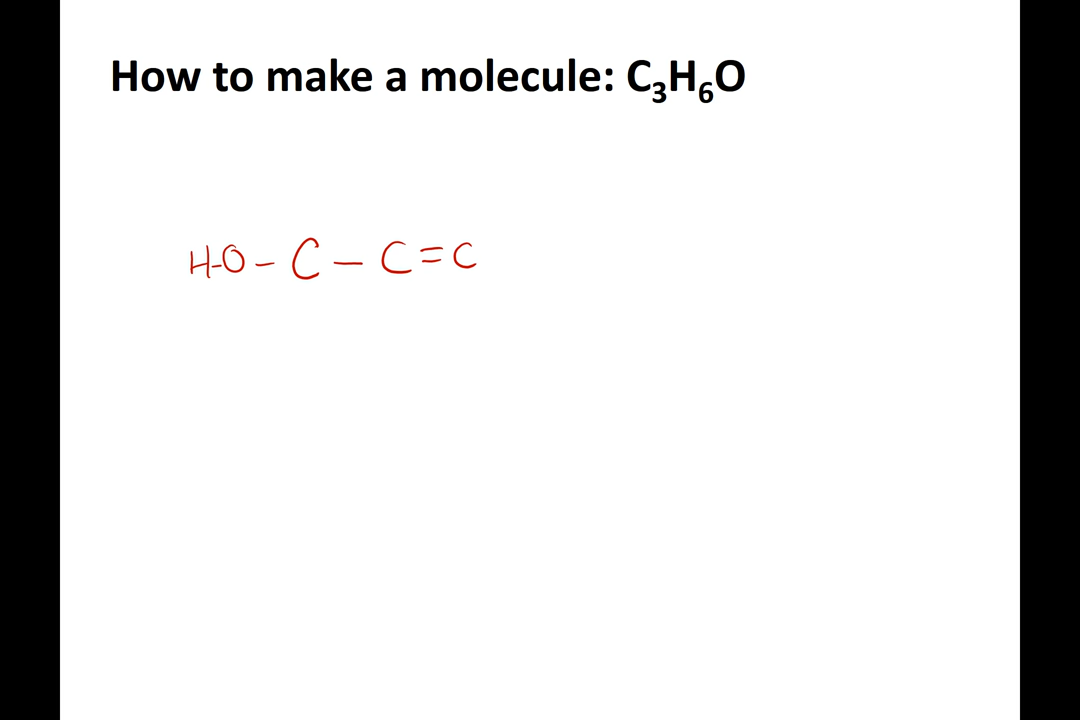 How to make a molecule: C₃H₆O
H-O – C – C = C